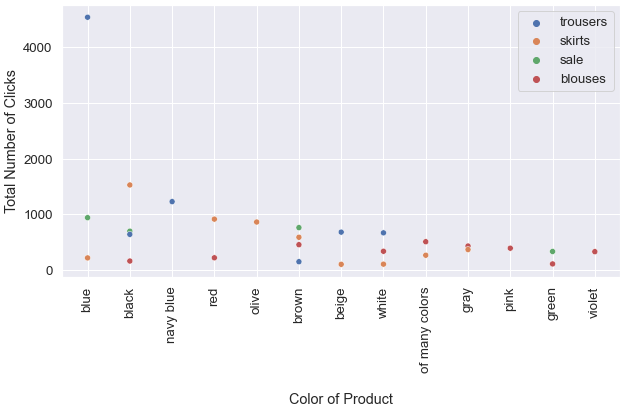 trousers
skirts
sale
blouses
Total Number of Clicks
4000
3000
2000
1000
0
blue
black
navy blue
red
olive
brown
beige
white
of many colors
gray
pink
green
violet
Color of Product